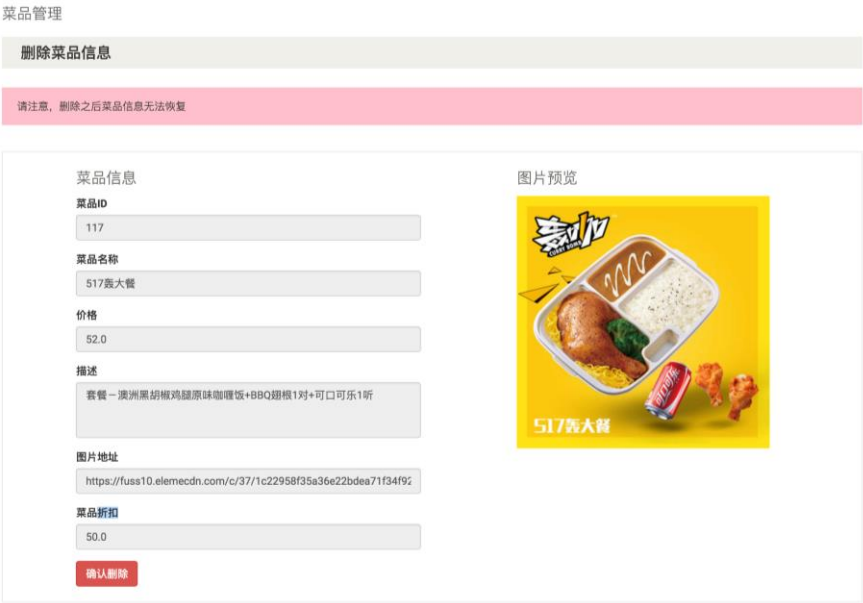 菜品管理
删除菜品信息
请注意，删除之后菜品信息无法恢复
菜品信息
菜品ID
117
菜品名称
517轰大餐
价格
52.0
描述
套餐－澳洲黑胡椒鸡腿原味咖喱饭+BBQ翅根1对+可口可乐1听
图片地址
https://fuss10.elemecdn.com/c/37/1c22958f35a36e22bdea71f34f92
菜品折扣
50.0
确认删除
图片预览
CURRY BOMB
517轰大餐